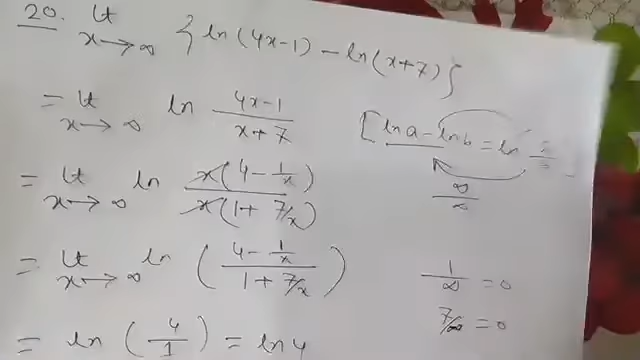 20. Lt x→∞ { ln(4x-1) - ln(x+7) }
= Lt x→∞ ln (4x-1)/(x+7)
[ln a - ln b = ln
= Lt x→∞ ln x(4 - 1/x) / x(1 + 7/x)
∞/∞
= Lt x→∞ ln ( (4 - 1/x) / (1 + 7/x) )
1/∞ = 0
7/∞ = 0
= ln (4/1) = ln 4